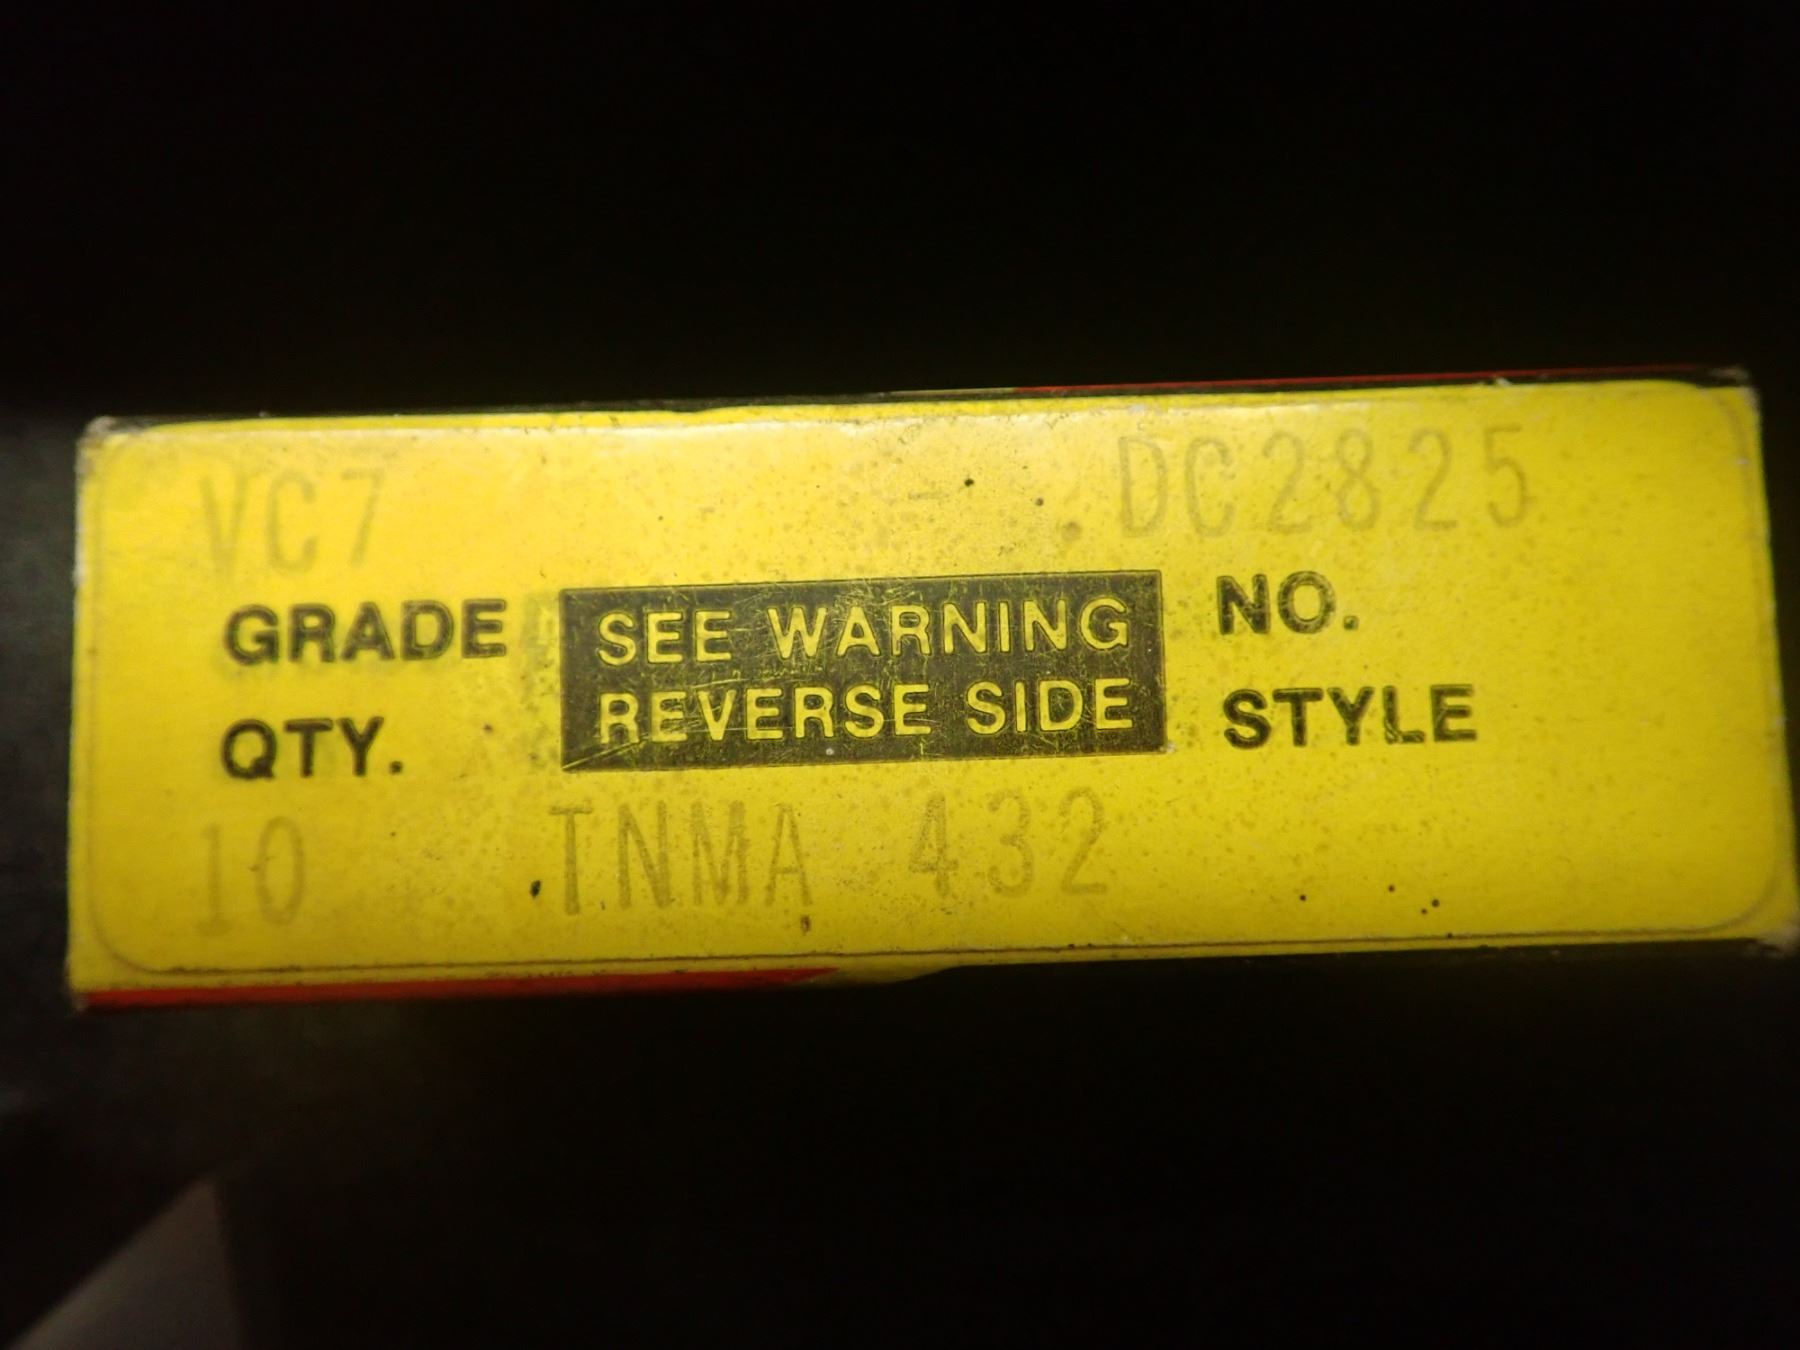 VC7 DC2825
GRADE SEE WARNING NO.
QTY. REVERSE SIDE STYLE
10 TNMA 432